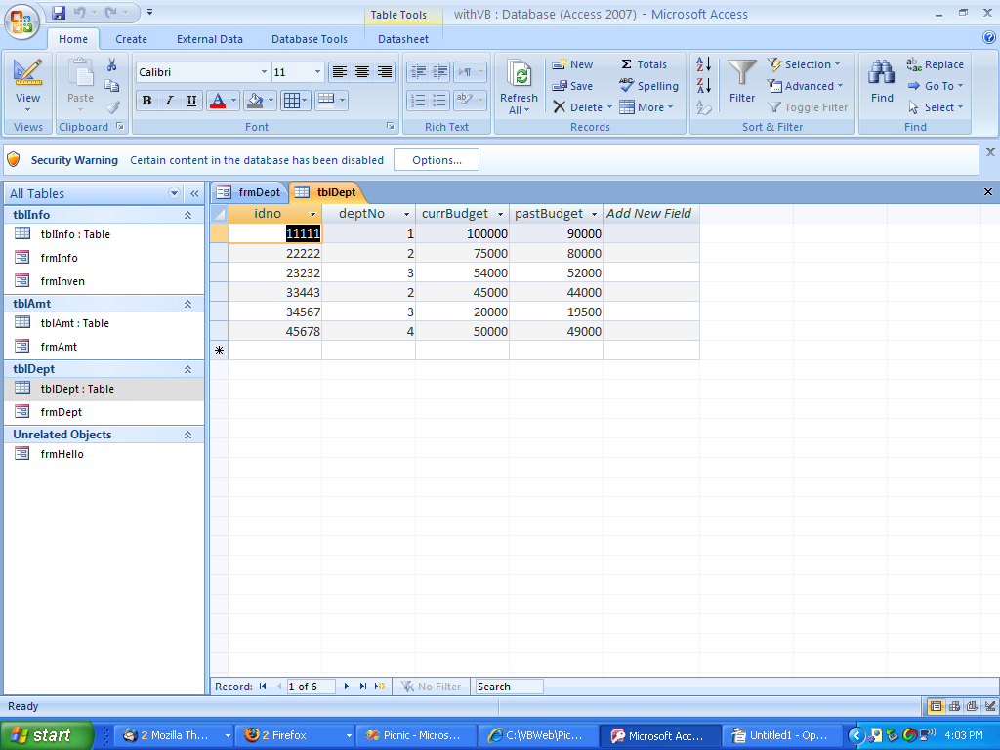 Table Tools withVB : Database (Access 2007) - Microsoft Access
Home Create External Data Database Tools Datasheet
View
Views
Paste
Clipboard
Calibri 11
B I U A
Font
Rich Text
Refresh All
New Σ Totals
Save ABC Spelling
Delete More
Records
Filter
Selection
Advanced
Toggle Filter
Sort & Filter
Find
Replace
Go To
Select
Find
Security Warning Certain content in the database has been disabled Options...
All Tables «
tblInfo
tblInfo : Table
frmInfo
frmInven
tblAmt
tblAmt : Table
frmAmt
tblDept
tblDept : Table
frmDept
Unrelated Objects
frmHello
frmDept tblDept
idno deptNo currBudget pastBudget Add New Field
11111 1 100000 90000
22222 2 75000 80000
23232 3 54000 52000
33443 2 45000 44000
34567 3 20000 19500
45678 4 50000 49000
*
Record: 1 of 6 No Filter Search
Ready
start 2 Mozilla Th... 2 Firefox Picnic - Micros... C:\VBWeb\Pic... Microsoft Acc... Untitled1 - Op... 4:03 PM